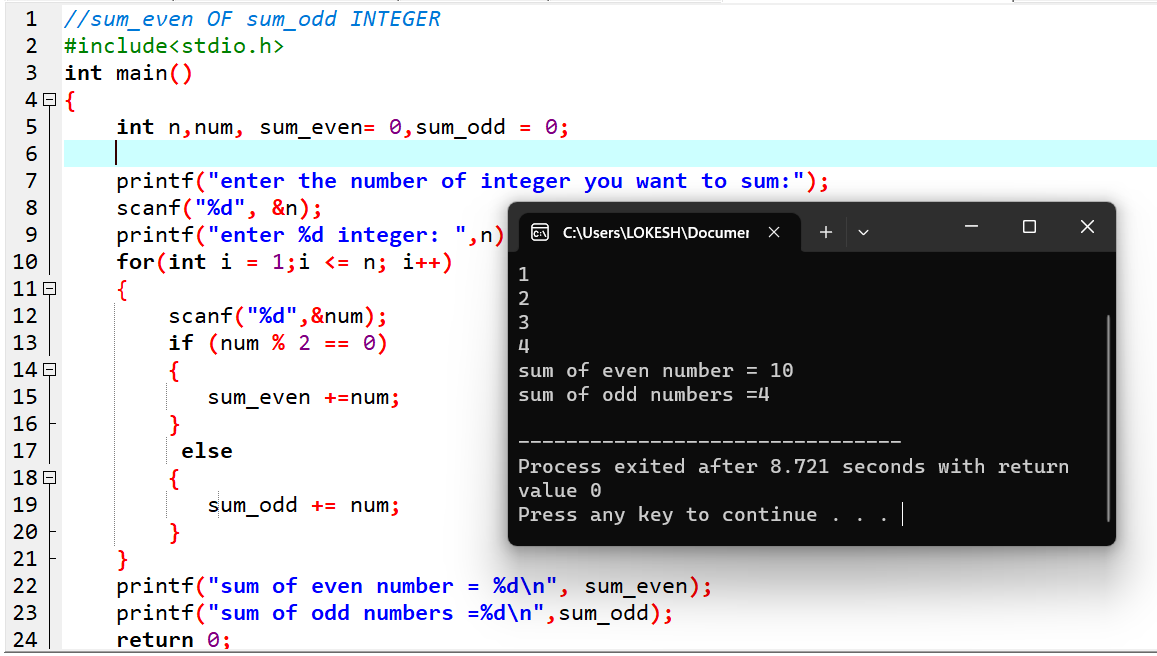 1 //sum_even OF sum_odd INTEGER
2 #include<stdio.h>
3 int main()
4 {
5 int n,num, sum_even= 0,sum_odd = 0;
6
7 printf("enter the number of integer you want to sum:");
8 scanf("%d", &n);
9 printf("enter %d integer: ",n)
10 for(int i = 1;i <= n; i++)
11 {
12 scanf("%d",&num);
13 if (num % 2 == 0)
14 {
15 sum_even +=num;
16 }
17 else
18 {
19 sum_odd += num;
20 }
21 }
22 printf("sum of even number = %d\n", sum_even);
23 printf("sum of odd numbers =%d\n",sum_odd);
24 return 0;
C:\Users\LOKESH\Documer
1
2
3
4
sum of even number = 10
sum of odd numbers =4
--------------------------------
Process exited after 8.721 seconds with return
value 0
Press any key to continue . . .